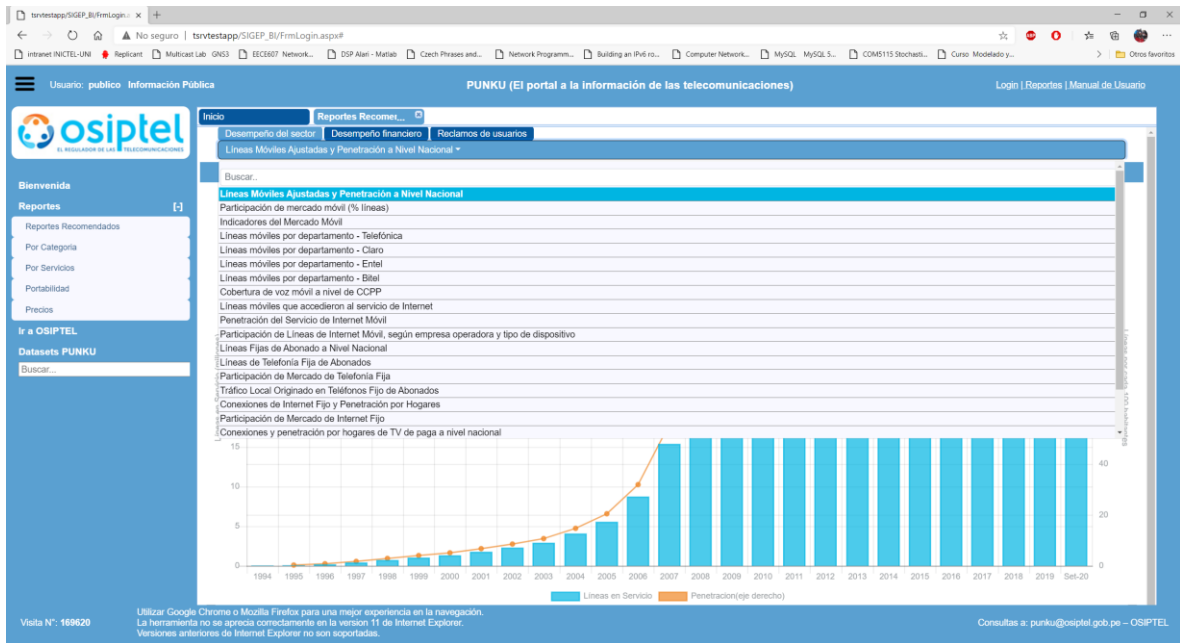 tsrvtestapp/SIGEP_BI/FrmLogin.
No seguro | tsrvtestapp/SIGEP_BI/FrmLogin.aspx#
intranet INICTEL-UNI Replicant Multicast Lab GNS3 EECE607 Network... DSP Alari - Matlab Czech Phrases and... Network Programm... Building an IPv6 ro... Computer Network... MySQL MySQL 5... COM5115 Stochasti... Curso Modelado y... Otros favoritos
Usuario: publico Información Pública
PUNKU (El portal a la información de las telecomunicaciones)
Login | Reportes | Manual de Usuario
osiptel
EL REGULADOR DE LAS TELECOMUNICACIONES
Bienvenida
Reportes [-]
Reportes Recomendados
Por Categoria
Por Servicios
Portabilidad
Precios
Ir a OSIPTEL
Datasets PUNKU
Buscar...
Inicio Reportes Recomer...
Desempeño del sector Desempeño financiero Reclamos de usuarios
Líneas Móviles Ajustadas y Penetración a Nivel Nacional
Buscar..
Líneas Móviles Ajustadas y Penetración a Nivel Nacional
Participación de mercado móvil (% líneas)
Indicadores del Mercado Móvil
Líneas móviles por departamento - Telefónica
Líneas móviles por departamento - Claro
Líneas móviles por departamento - Entel
Líneas móviles por departamento - Bitel
Cobertura de voz móvil a nivel de CCPP
Líneas móviles que accedieron al servicio de Internet
Penetración del Servicio de Internet Móvil
Participación de Líneas de Internet Móvil, según empresa operadora y tipo de dispositivo
Líneas Fijas de Abonado a Nivel Nacional
Líneas de Telefonía Fija de Abonados
Participación de Mercado de Telefonía Fija
Tráfico Local Originado en Teléfonos Fijo de Abonados
Conexiones de Internet Fijo y Penetración por Hogares
Participación de Mercado de Internet Fijo
Conexiones y penetración por hogares de TV de paga a nivel nacional
15
10
5
0
40
20
0
1994 1995 1996 1997 1998 1999 2000 2001 2002 2003 2004 2005 2006 2007 2008 2009 2010 2011 2012 2013 2014 2015 2016 2017 2018 2019 Set-20
Líneas en Servicio Penetracion(eje derecho)
Visita N°: 169620
Utilizar Google Chrome o Mozilla Firefox para una mejor experiencia en la navegación.
La herramienta no se aprecia correctamente en la version 11 de Internet Explorer.
Versiones anteriores de Internet Explorer no son soportadas.
Consultas a: punku@osiptel.gob.pe – OSIPTEL